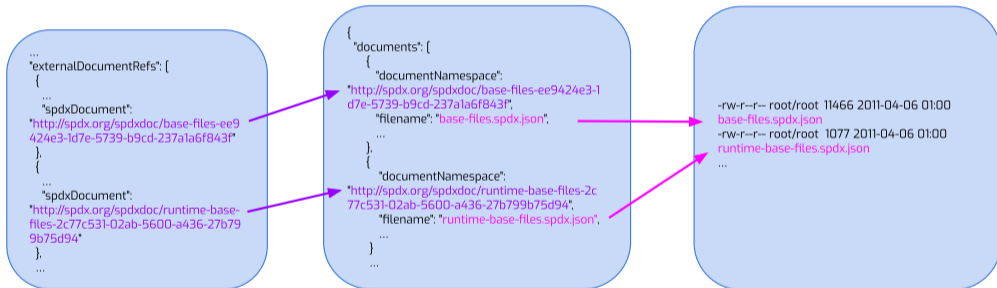 ...
"externalDocumentRefs": [
{
...
"spdxDocument":
"http://spdx.org/spdxdoc/base-files-ee9
424e3-1d7e-5739-b9cd-237a1a6f843f"
},
{
...
"spdxDocument":
"http://spdx.org/spdxdoc/runtime-base-
files-2c77c531-02ab-5600-a436-27b79
9b75d94"
},
...
{
"documents": [
{
"documentNamespace":
"http://spdx.org/spdxdoc/base-files-ee9424e3-1
d7e-5739-b9cd-237a1a6f843f",
"filename": "base-files.spdx.json",
...
},
{
"documentNamespace":
"http://spdx.org/spdxdoc/runtime-base-files-2c
77c531-02ab-5600-a436-27b799b75d94",
"filename": "runtime-base-files.spdx.json",
...
}
...
-rw-r--r-- root/root 11466 2011-04-06 01:00
base-files.spdx.json
-rw-r--r-- root/root 1077 2011-04-06 01:00
runtime-base-files.spdx.json
...